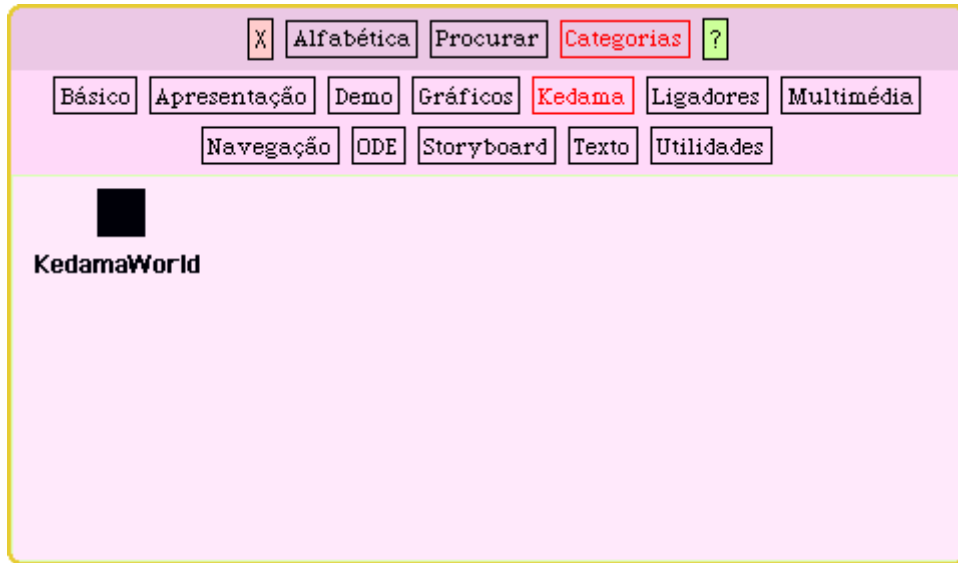 X Alfabética Procurar Categorias ?
Básico Apresentação Demo Gráficos Kedama Ligadores Multimédia
Navegação ODE Storyboard Texto Utilidades
KedamaWorld